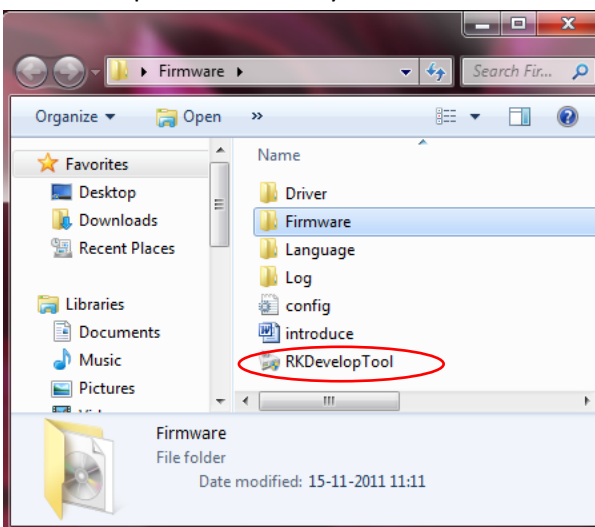 Firmware
Search Fir...
Organize
Open
»
Favorites
Desktop
Downloads
Recent Places
Libraries
Documents
Music
Pictures
Name
Driver
Firmware
Language
Log
config
introduce
RKDevelopTool
Firmware
File folder
Date modified: 15-11-2011 11:11